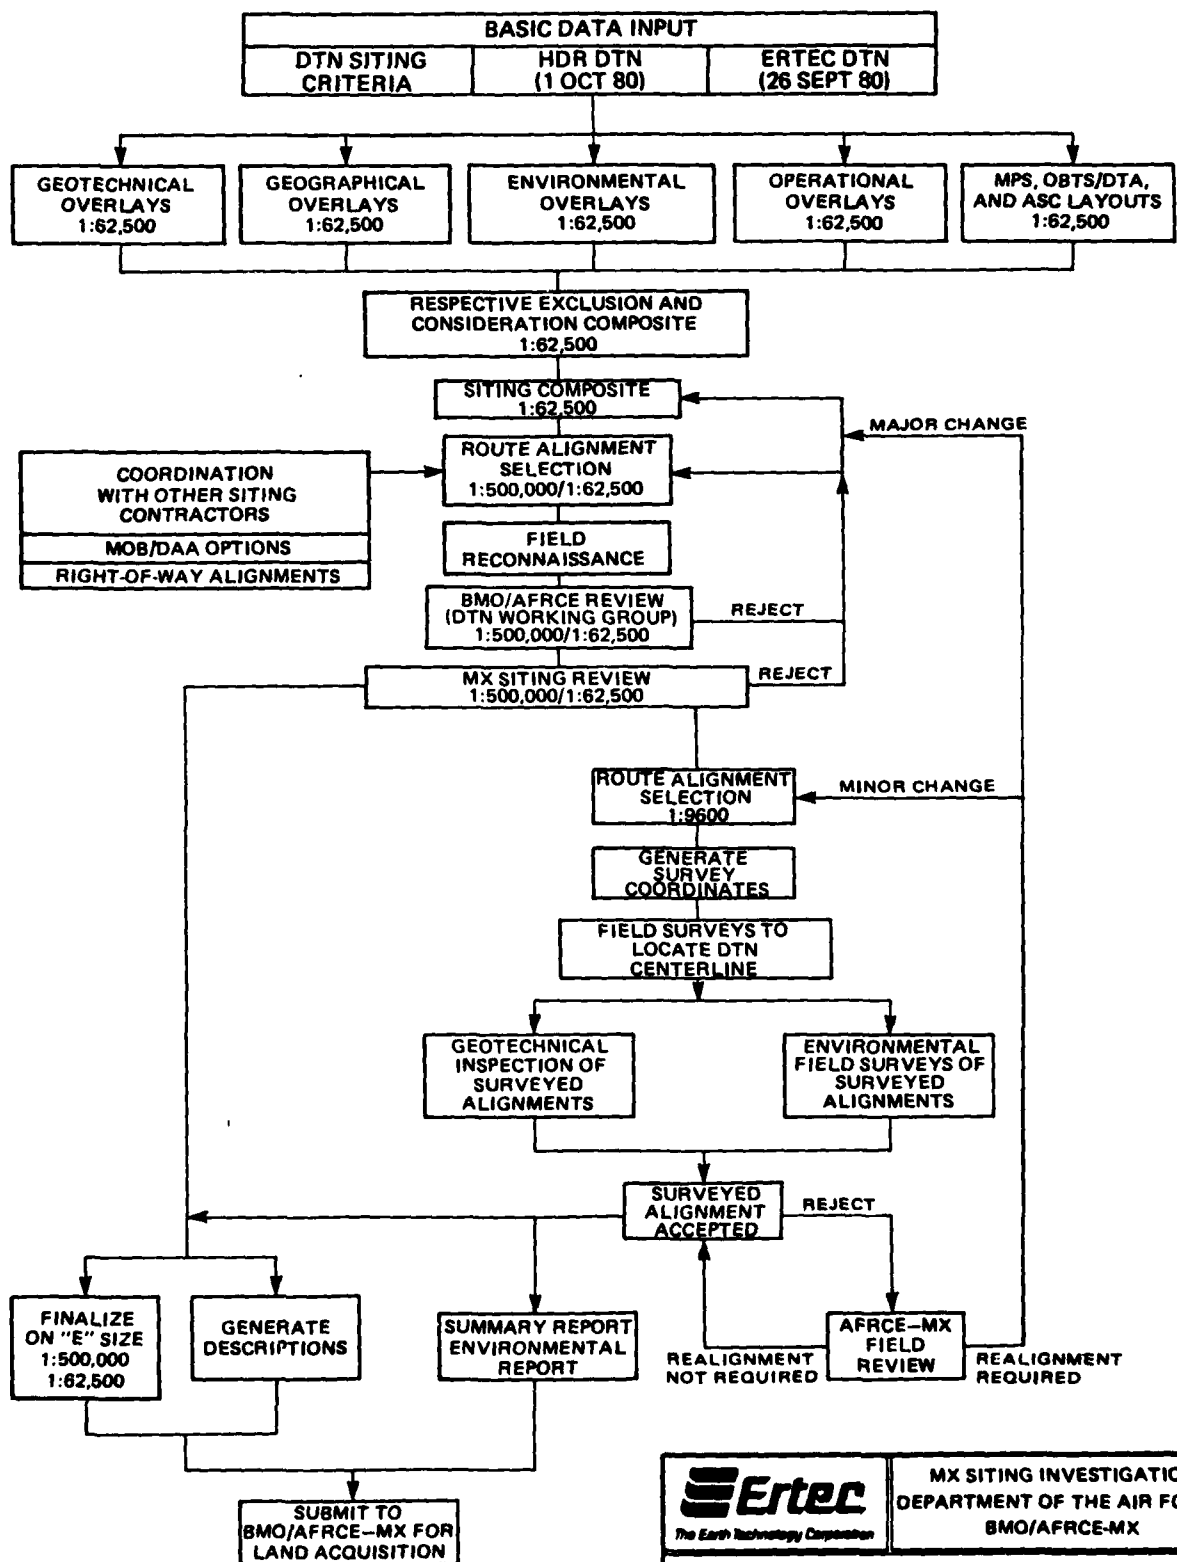 BASIC DATA INPUT
DTN SITING
CRITERIA
HDR DTN
(1 OCT 80)
ERTEC DTN
(26 SEPT 80)
GEOTECHNICAL
OVERLAYS
1:62,500
GEOGRAPHICAL
OVERLAYS
1:62,500
ENVIRONMENTAL
OVERLAYS
1:62,500
OPERATIONAL
OVERLAYS
1:62,500
MPS, OBTS/DTA,
AND ASC LAYOUTS
1:62,500
RESPECTIVE EXCLUSION AND
CONSIDERATION COMPOSITE
1:62,500
SITING COMPOSITE
1:62,500
MAJOR CHANGE
ROUTE ALIGNMENT
SELECTION
1:500,000/1:62,500
COORDINATION
WITH OTHER SITING
CONTRACTORS
MOB/DAA OPTIONS
RIGHT-OF-WAY ALIGNMENTS
FIELD
RECONNAISSANCE
BMO/AFRCE REVIEW
(DTN WORKING GROUP)
1:500,000/1:62,500
REJECT
MX SITING REVIEW
1:500,000/1:62,500
REJECT
ROUTE ALIGNMENT
SELECTION
1:9600
MINOR CHANGE
GENERATE
SURVEY
COORDINATES
FIELD SURVEYS TO
LOCATE DTN
CENTERLINE
GEOTECHNICAL
INSPECTION OF
SURVEYED
ALIGNMENTS
ENVIRONMENTAL
FIELD SURVEYS OF
SURVEYED
ALIGNMENTS
SURVEYED
ALIGNMENT
ACCEPTED
REJECT
FINALIZE
ON "E" SIZE
1:500,000
1:62,500
GENERATE
DESCRIPTIONS
SUMMARY REPORT
ENVIRONMENTAL
REPORT
REALIGNMENT
NOT REQUIRED
AFRCE-MX
FIELD
REVIEW
REALIGNMENT
REQUIRED
SUBMIT TO
BMO/AFRCE-MX FOR
LAND ACQUISITION
Ertec
The Earth Technology Corporation
MX SITING INVESTIGATIO
DEPARTMENT OF THE AIR FO
BMO/AFRCE-MX